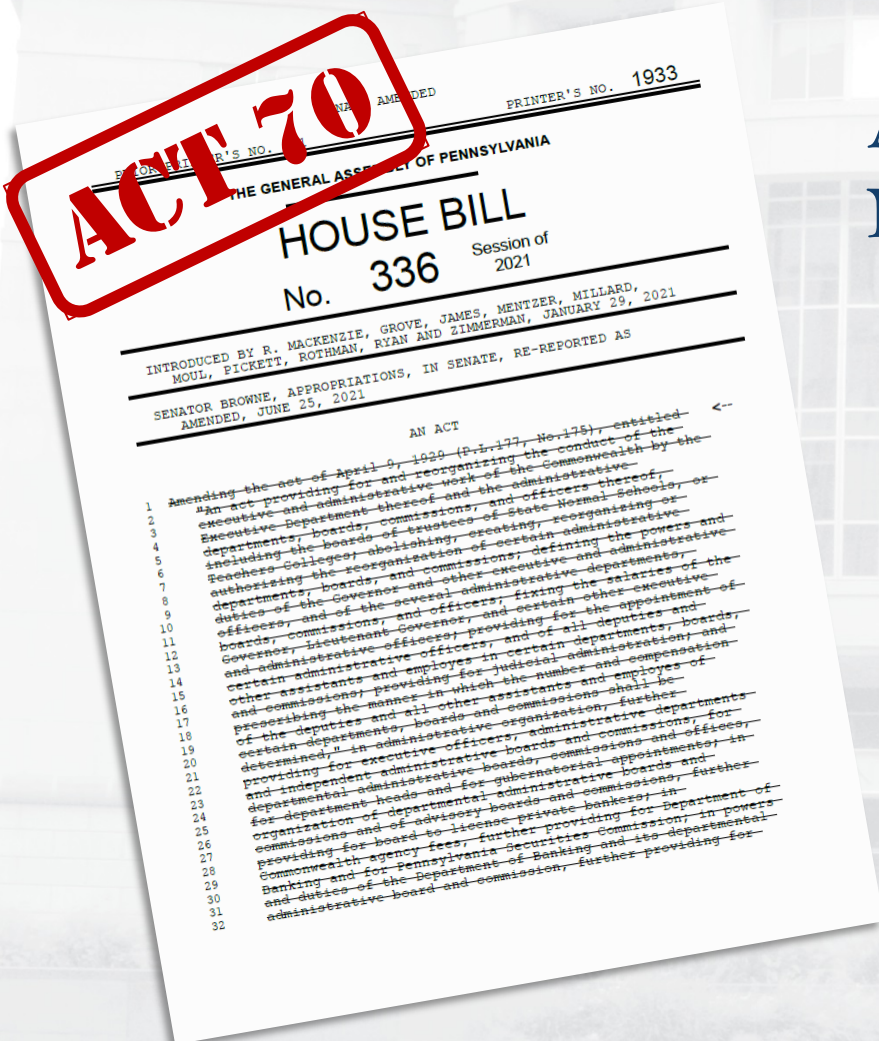 ACT 70
AMENDED
PRINTER'S NO. 1933
R'S NO.
THE GENERAL ASSEMBLY OF PENNSYLVANIA
HOUSE BILL
No. 336 Session of
2021
INTRODUCED BY R. MACKENZIE, GROVE, JAMES, MENTZER, MILLARD,
MOUL, PICKETT, ROTHMAN, RYAN AND ZIMMERMAN, JANUARY 29, 2021
SENATOR BROWNE, APPROPRIATIONS, IN SENATE, RE-REPORTED AS
AMENDED, JUNE 25, 2021
AN ACT
1 Amending the act of April 9, 1929 (P.L.177, No.175), entitled <--
2 "An act providing for and reorganizing the conduct of the
3 executive and administrative work of the Commonwealth by the
4 Executive Department thereof and the administrative
5 departments, boards, commissions, and officers thereof,
6 including the boards of trustees of State Normal Schools, or
7 Teachers Colleges; abolishing, creating, reorganizing or
8 authorizing the reorganization of certain administrative
9 departments, boards, and commissions; defining the powers and
10 duties of the Governor and other executive and administrative
11 officers, and of the several administrative departments,
12 boards, commissions, and officers; fixing the salaries of the
13 Governor, Lieutenant Governor, and certain other executive
14 and administrative officers; providing for the appointment of
15 certain administrative officers, and of all deputies and
16 other assistants and employes in certain departments, boards,
17 and commissions; providing for judicial administration; and
18 prescribing the manner in which the number and compensation
19 of the deputies and all other assistants and employes of
20 certain departments, boards and commissions shall be
21 determined," in administrative organization, further
22 providing for executive officers, administrative departments
23 and independent administrative boards and commissions, for
24 departmental administrative boards, commissions and offices,
25 for department heads and for gubernatorial appointments; in
26 organization of departmental administrative boards and
27 commissions and of advisory boards and commissions, further
28 providing for board to license private bankers; in
29 Commonwealth agency fees, further providing for Department of
30 Banking and for Pennsylvania Securities Commission, in powers
31 and duties of the Department of Banking and its departmental
32 administrative board and commission, further providing for